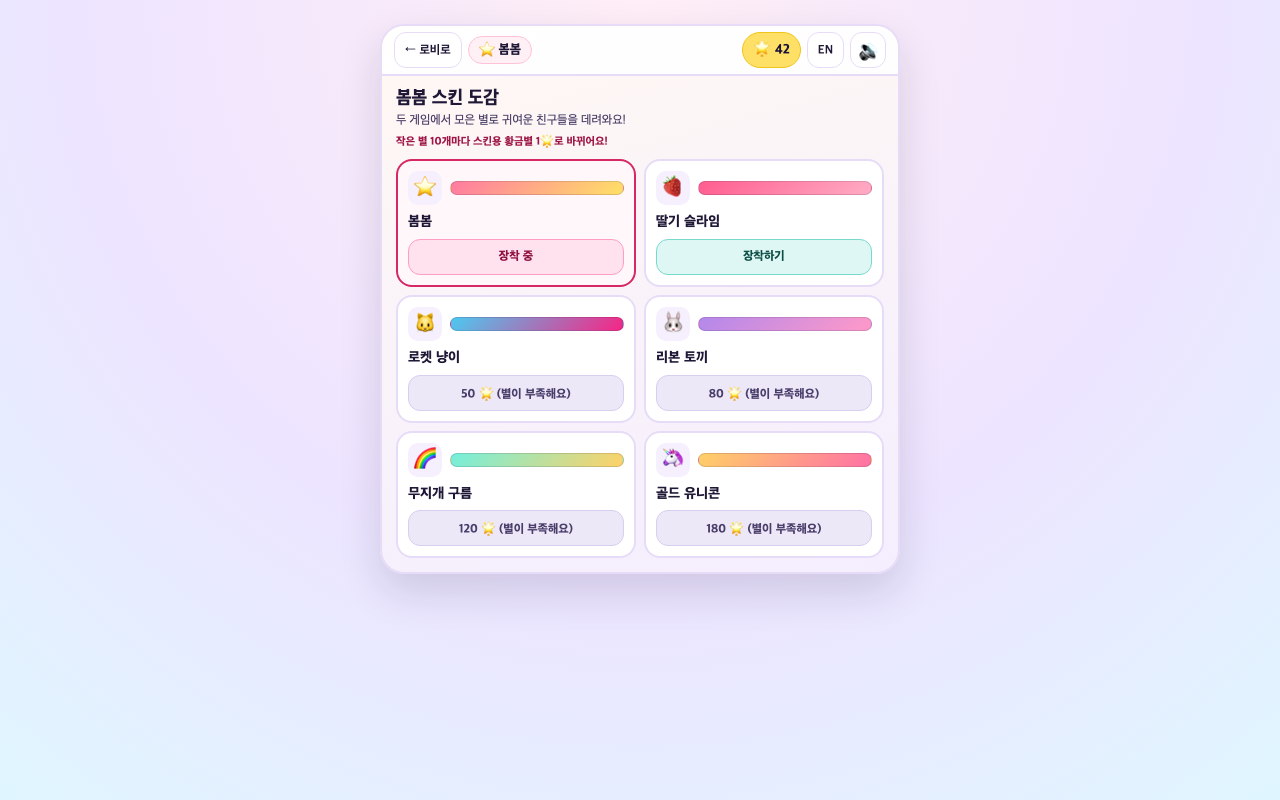 ← 로비로
⭐ 봄봄
🌟 42
EN
봄봄 스킨 도감
두 게임에서 모은 별로 귀여운 친구들을 데려와요!
작은 별 10개마다 스킨용 황금별 1🌟로 바뀌어요!
봄봄
장착 중
딸기 슬라임
장착하기
로켓 냥이
50 🌟 (별이 부족해요)
리본 토끼
80 🌟 (별이 부족해요)
무지개 구름
120 🌟 (별이 부족해요)
골드 유니콘
180 🌟 (별이 부족해요)